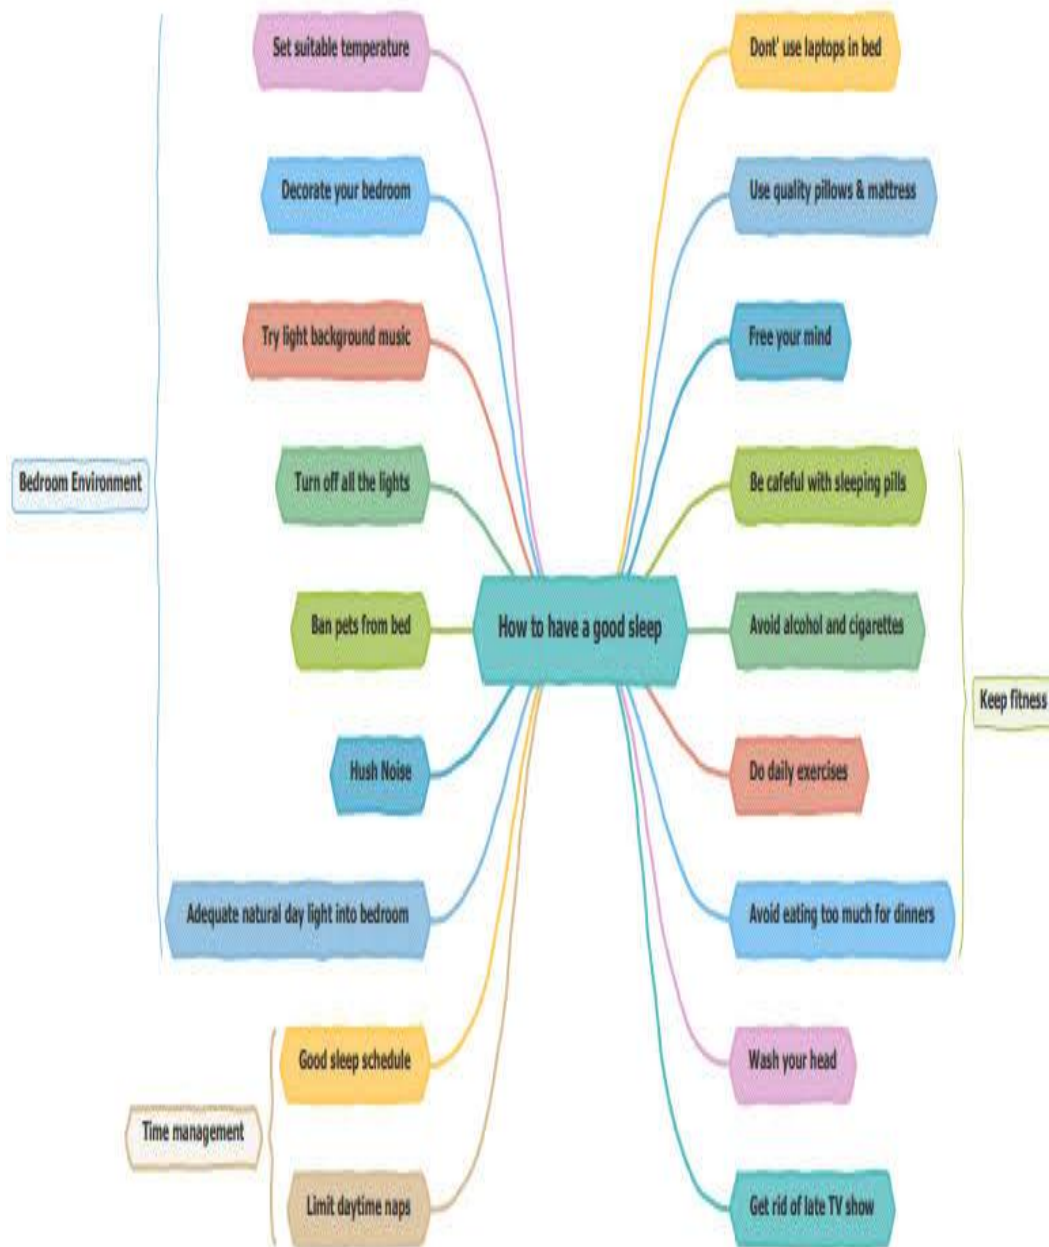 Set suitable temperature
Decorate your bedroom
Try light background music
Turn off all the lights
Ban pets from bed
Hush Noise
Adequate natural day light into bedroom
Bedroom Environment
Good sleep schedule
Limit daytime naps
Time management
How to have a good sleep
Dont' use laptops in bed
Use quality pillows & mattress
Free your mind
Be cafeful with sleeping pills
Avoid alcohol and cigarettes
Do daily exercises
Avoid eating too much for dinners
Keep fitness
Wash your head
Get rid of late TV show